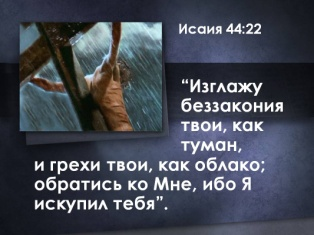 Исаия 44:22
“Изглажу
беззакония
твои, как
туман,
и грехи твои, как облако;
обратись ко Мне, ибо Я
искупил тебя”.